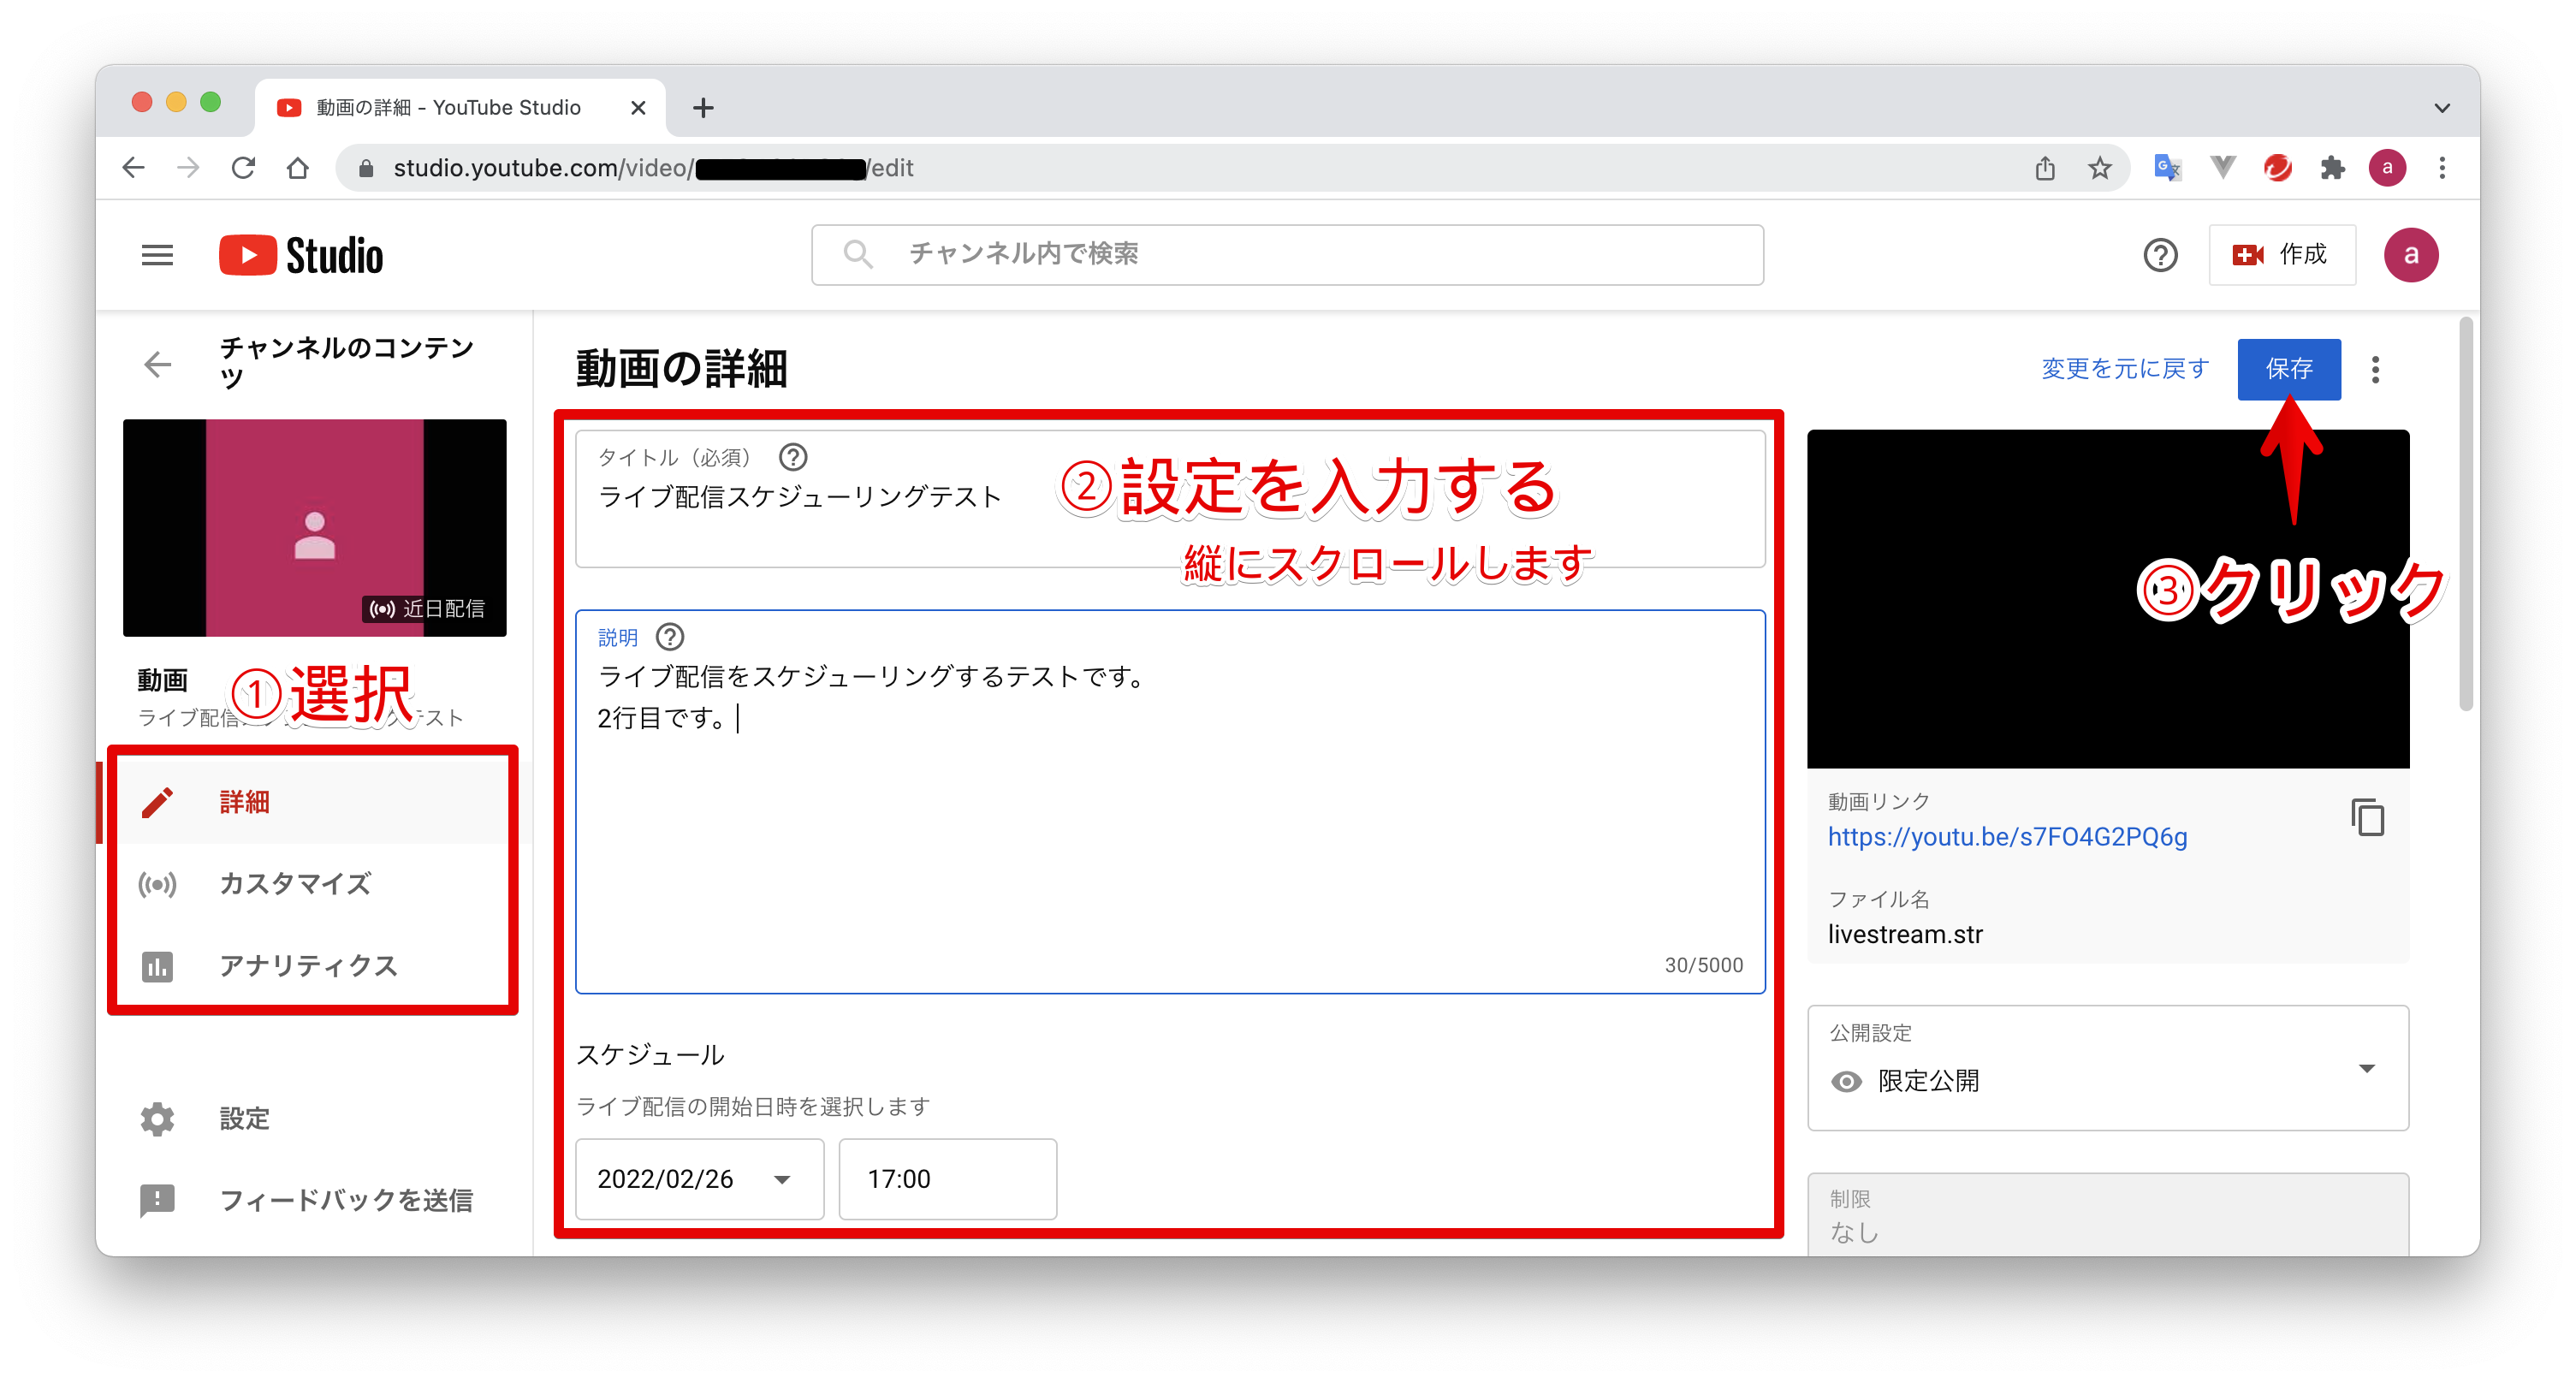 動画の詳細 - YouTube Studio
studio.youtube.com/video/
/edit
a
Studio
チャンネル内で検索
作成
a
チャンネルのコンテン
ツ
近日配信
動画
①選択
ライブ配信
テスト
詳細
カスタマイズ
アナリティクス
設定
フィードバックを送信
動画の詳細
変更を元に戻す
保存
タイトル（必須）
ライブ配信スケジューリングテスト
②設定を入力する
縦にスクロールします
説明
ライブ配信をスケジューリングするテストです。
2行目です。
30/5000
スケジュール
ライブ配信の開始日時を選択します
2022/02/26
17:00
③クリック
動画リンク
https://youtu.be/s7FO4G2PQ6g
ファイル名
livestream.str
公開設定
限定公開
制限
なし